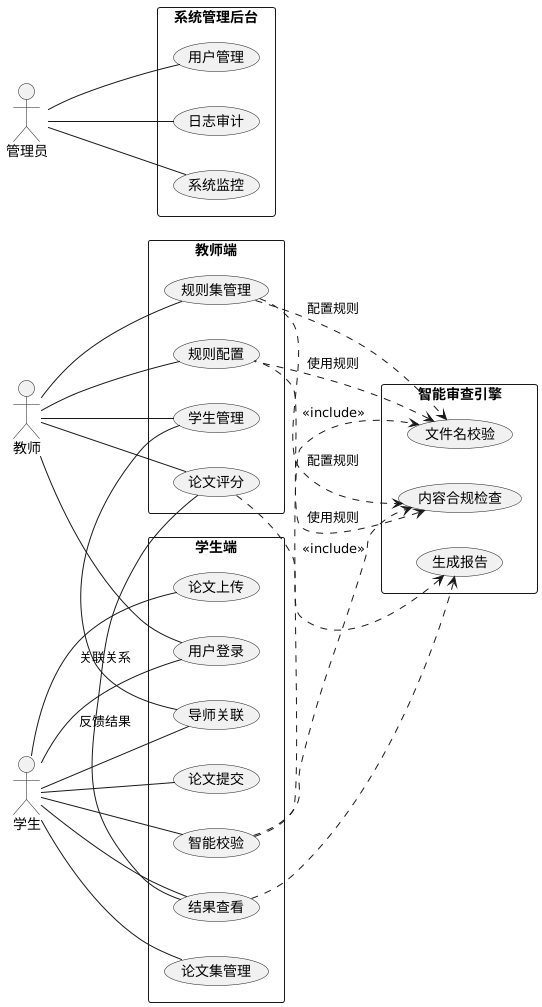 系统管理后台
用户管理
日志审计
系统监控
管理员
教师端
规则集管理
规则配置
学生管理
论文评分
教师
配置规则
使用规则
<<include>>
配置规则
使用规则
<<include>>
智能审查引擎
文件名校验
内容合规检查
生成报告
学生端
论文上传
用户登录
导师关联
论文提交
智能校验
结果查看
论文集管理
关联关系
反馈结果
学生